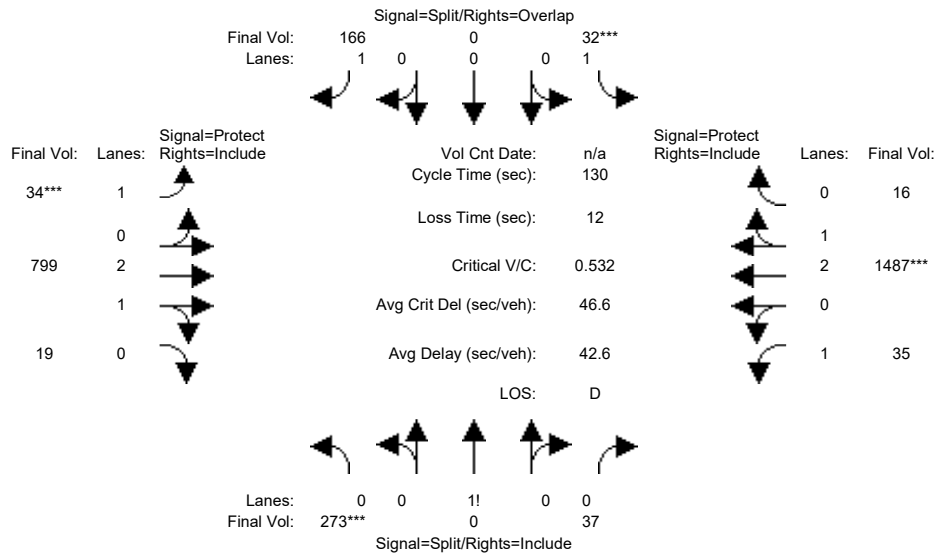 Signal=Split/Rights=Overlap
Final Vol: 166 0 32***
Lanes: 1 0 0 0 1
Signal=Protect Signal=Protect
Final Vol: Lanes: Rights=Include Vol Cnt Date: n/a Rights=Include Lanes: Final Vol:
Cycle Time (sec): 130
34*** 1 0 16
Loss Time (sec): 12
0 1
799 2 Critical V/C: 0.532 2 1487***
1 Avg Crit Del (sec/veh): 46.6 0
19 0 Avg Delay (sec/veh): 42.6 1 35
LOS: D
Lanes: 0 0 1! 0 0
Final Vol: 273*** 0 37
Signal=Split/Rights=Include